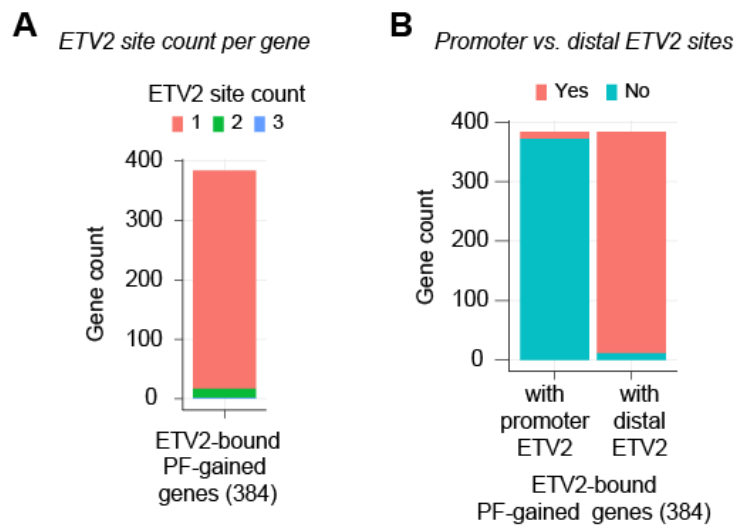 A
ETV2 site count per gene
ETV2 site count
1 2 3
400
300
200
100
0
Gene count
ETV2-bound
PF-gained
genes (384)
B
Promoter vs. distal ETV2 sites
Yes No
400
300
200
100
0
Gene count
with
promoter
ETV2
with
distal
ETV2
ETV2-bound
PF-gained genes (384)